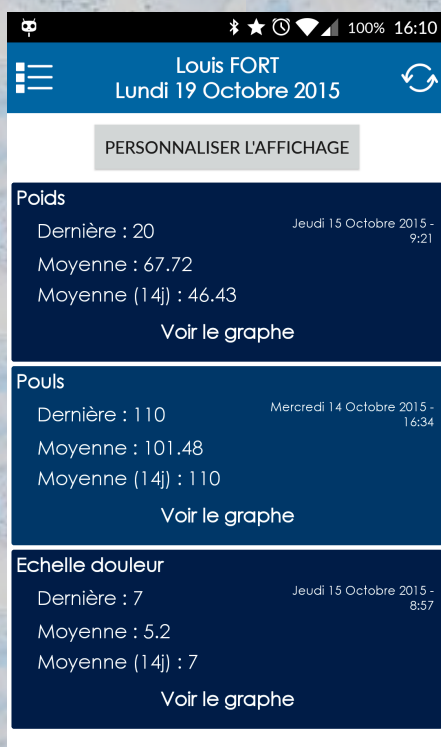 100% 16:10
Louis FORT
Lundi 19 Octobre 2015
PERSONNALISER L'AFFICHAGE
Poids
Dernière : 20
Jeudi 15 Octobre 2015 -
9:21
Moyenne : 67.72
Moyenne (14j) : 46.43
Voir le graphe
Pouls
Dernière : 110
Mercredi 14 Octobre 2015 -
16:34
Moyenne : 101.48
Moyenne (14j) : 110
Voir le graphe
Echelle douleur
Dernière : 7
Jeudi 15 Octobre 2015 -
8:57
Moyenne : 5.2
Moyenne (14j) : 7
Voir le graphe